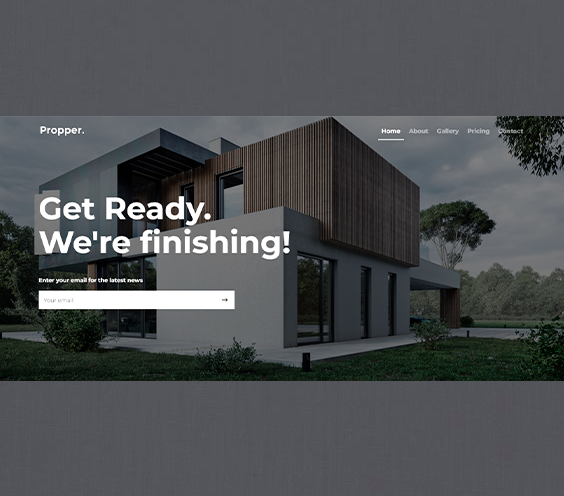 Propper.
Home About Gallery Pricing Contact
Get Ready.
We're finishing!
Enter your email for the latest news
Your email →